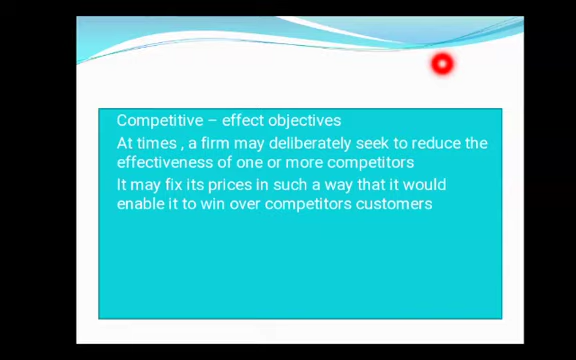 Competitive – effect objectives
At times , a firm may deliberately seek to reduce the
effectiveness of one or more competitors
It may fix its prices in such a way that it would
enable it to win over competitors customers